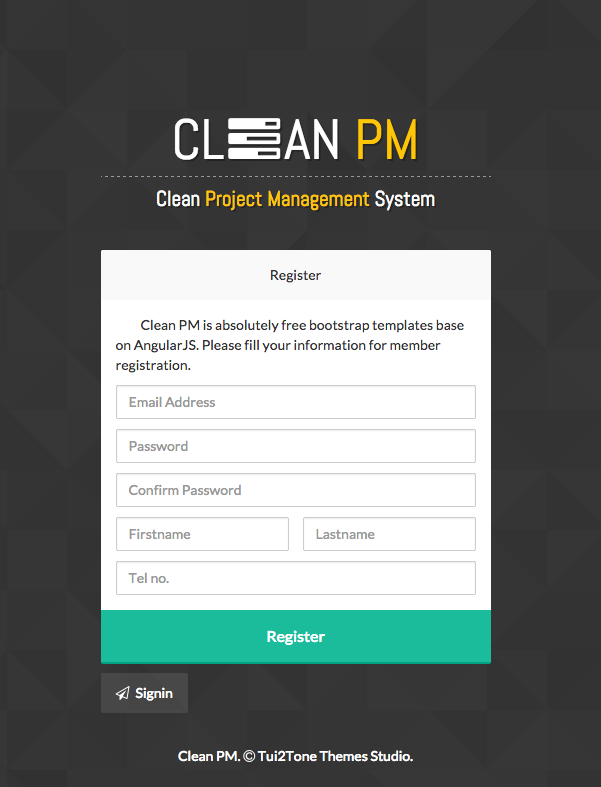 CLEAN PM
Clean Project Management System
Register
Clean PM is absolutely free bootstrap templates base
on AngularJS. Please fill your information for member
registration.
Email Address
Password
Confirm Password
Firstname
Lastname
Tel no.
Register
Signin
Clean PM. © Tui2Tone Themes Studio.